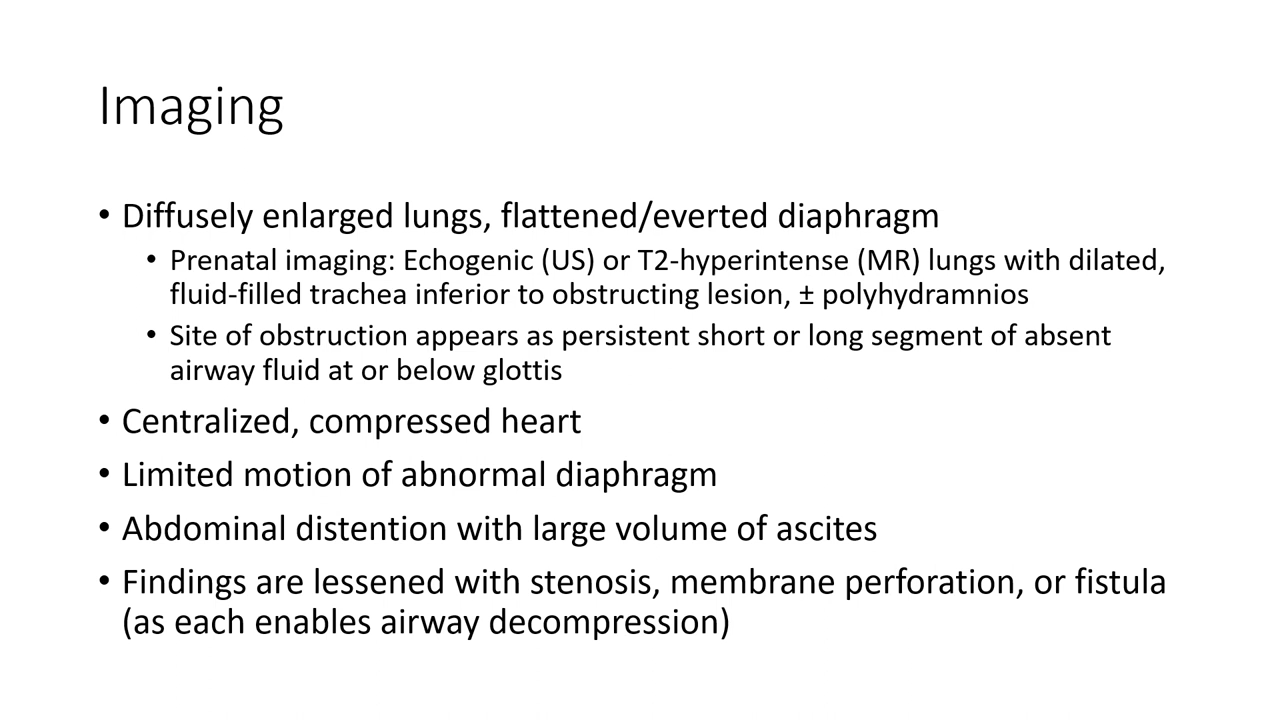 Imaging
• Diffusely enlarged lungs, flattened/everted diaphragm
• Prenatal imaging: Echogenic (US) or T2-hyperintense (MR) lungs with dilated,
fluid-filled trachea inferior to obstructing lesion, ± polyhydramnios
• Site of obstruction appears as persistent short or long segment of absent
airway fluid at or below glottis
• Centralized, compressed heart
• Limited motion of abnormal diaphragm
• Abdominal distention with large volume of ascites
• Findings are lessened with stenosis, membrane perforation, or fistula
(as each enables airway decompression)